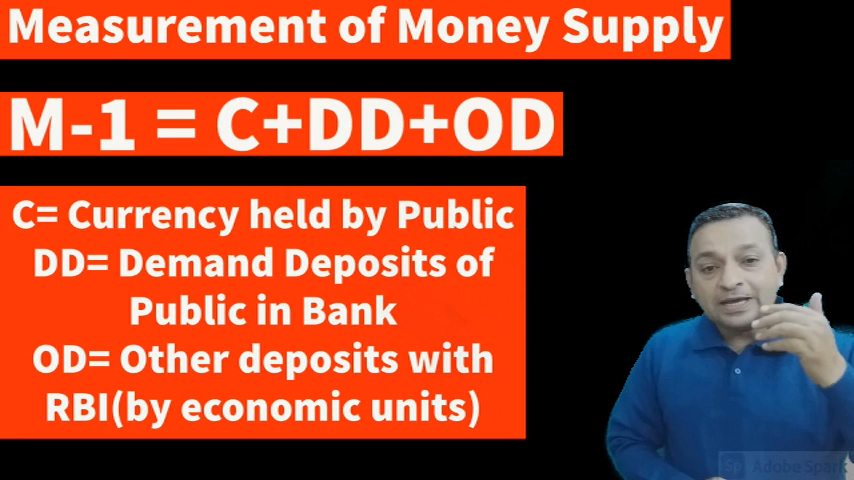 Measurement of Money Supply
M-1 = C+DD+OD
C= Currency held by Public
DD= Demand Deposits of
Public in Bank
OD= Other deposits with
RBI(by economic units)
Sp Adobe Spark